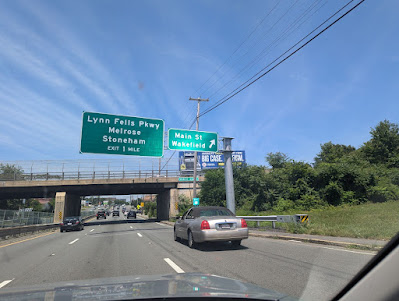 Lynn Fells Pkwy
Melrose
Stoneham
EXIT 1 MILE
Main St
Wakefield
BIG CASE.